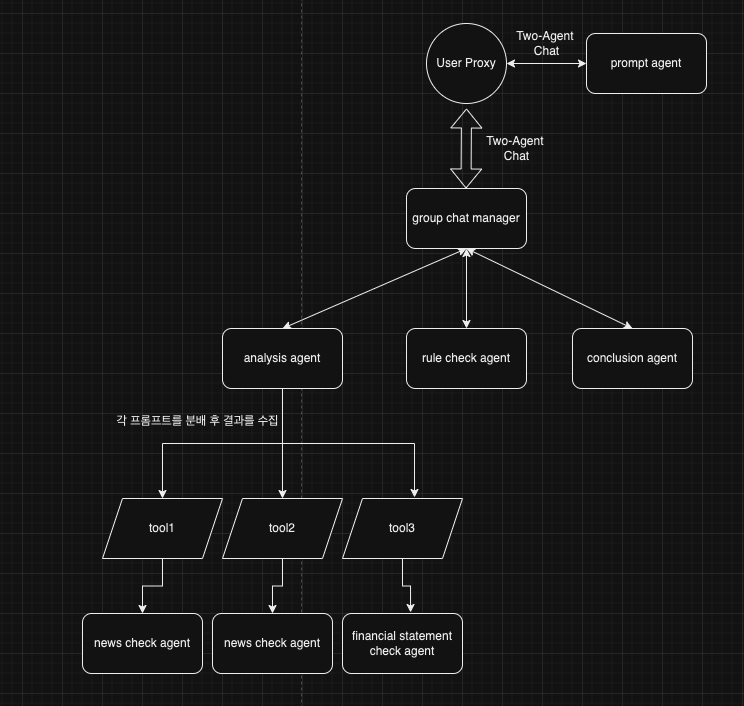 Two-Agent
Chat
User Proxy
prompt agent
Two-Agent
Chat
group chat manager
analysis agent
rule check agent
conclusion agent
각 프롬프트를 분배 후 결과를 수집
tool1
tool2
tool3
news check agent
news check agent
financial statement
check agent